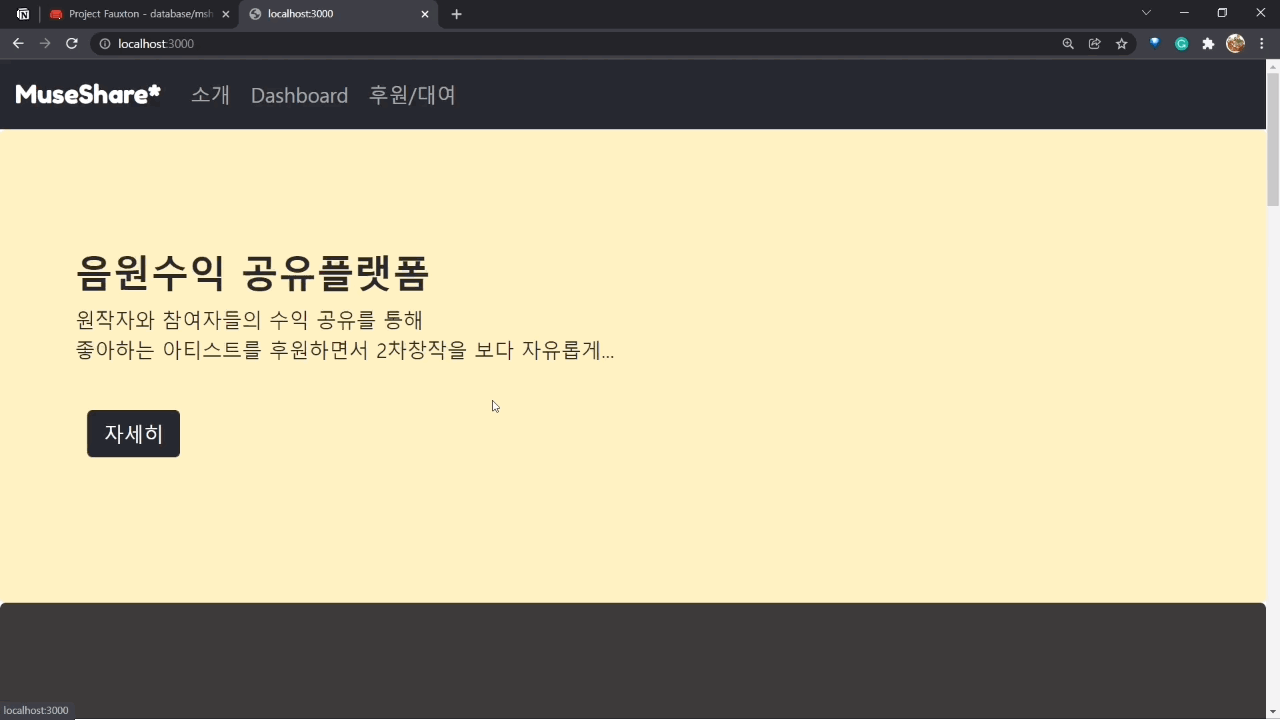 Project Fauxton - database/msh
localhost:3000
localhost:3000
MuseShare* 소개 Dashboard 후원/대여
음원수익 공유플랫폼
원작자와 참여자들의 수익 공유를 통해
좋아하는 아티스트를 후원하면서 2차창작을 보다 자유롭게...
자세히
localhost:3000